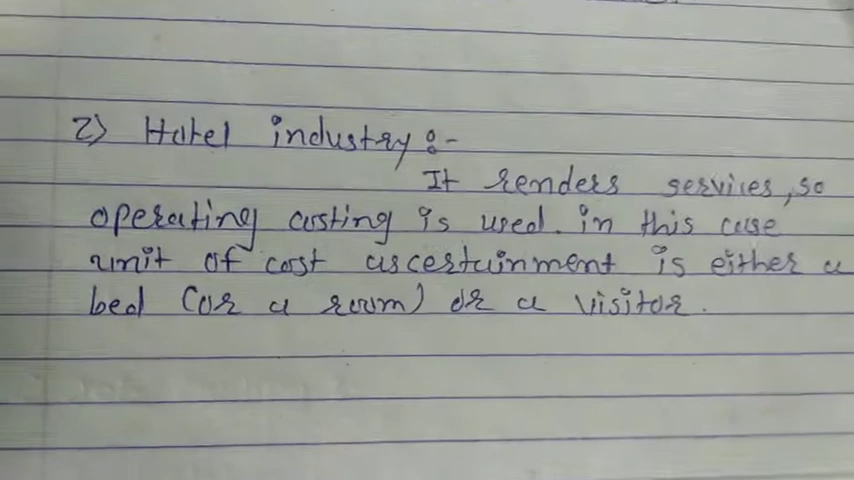 2) Hotel industry :-
It renders services, so
operating costing is used. in this case
unit of cost ascertainment is either a
bed (or a room) or a visitor.